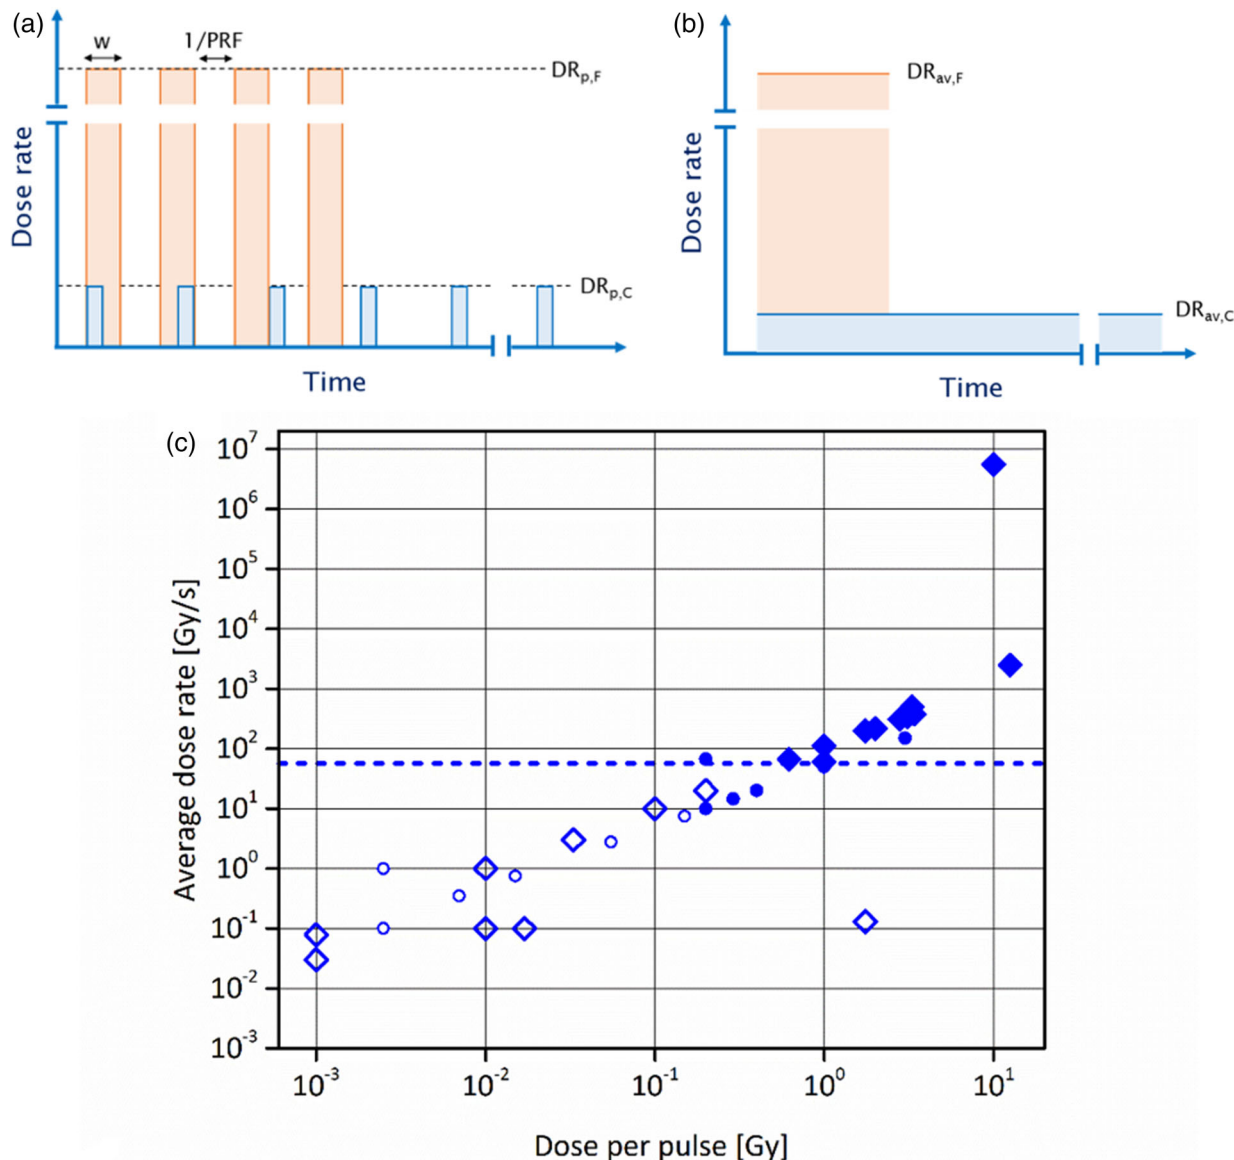 (a)
w
1/PRF
DRp,F
Dose rate
DRp,C
Time
(b)
DRav,F
Dose rate
DRav,C
Time
(c)
10^7
10^6
10^5
10^4
10^3
10^2
10^1
10^0
10^-1
10^-2
10^-3
Average dose rate [Gy/s]
10^-3 10^-2 10^-1 10^0 10^1
Dose per pulse [Gy]